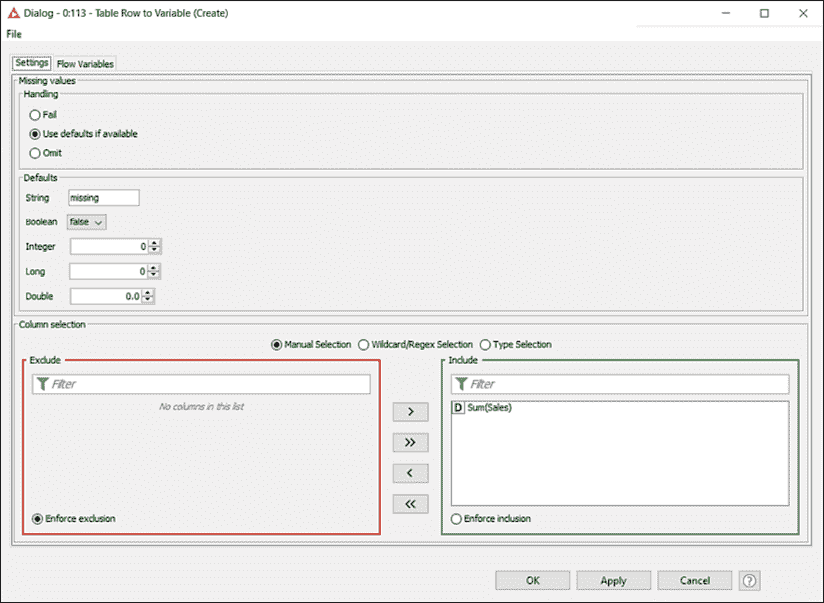 Dialog - 0:113 - Table Row to Variable (Create)
File
Settings Flow Variables
Missing values
Handling
Fail
Use defaults if available
Omit
Defaults
String missing
Boolean false
Integer 0
Long 0
Double 0.0
Column selection
Manual Selection Wildcard/Regex Selection Type Selection
Exclude Include
Filter Filter
No columns in this list > D Sum(Sales)
>>
<
<<
Enforce exclusion Enforce inclusion
OK Apply Cancel ?